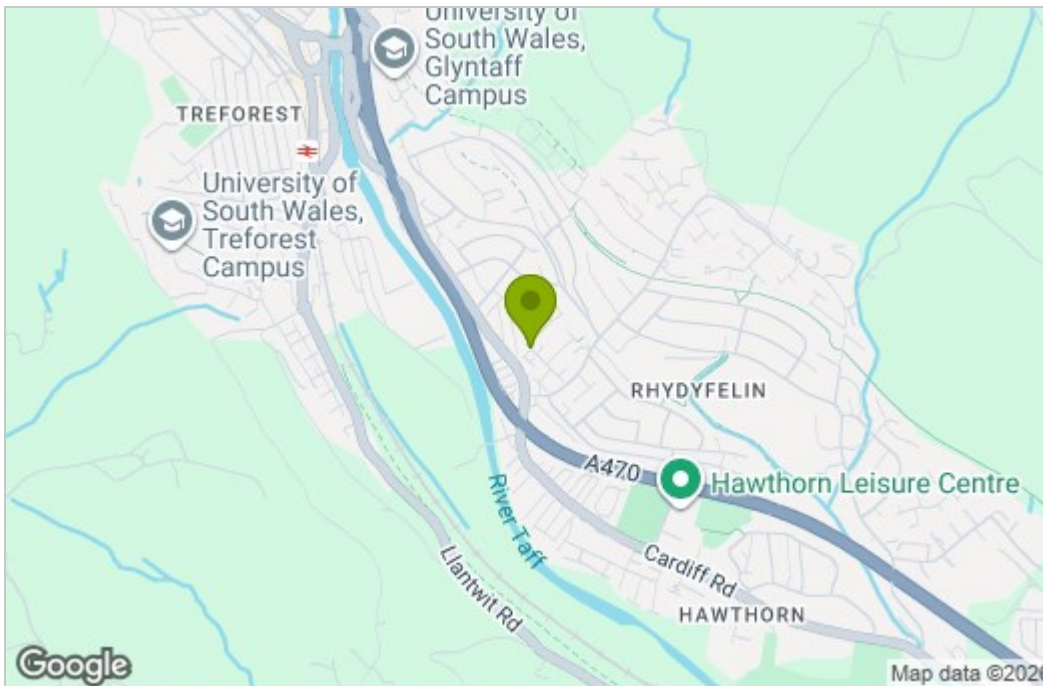 University of
South Wales,
Glyntaff
Campus
TREFOREST
University of
South Wales,
Treforest
Campus
RHYDYFELIN
A470
Hawthorn Leisure Centre
River Taff
Llantwit Rd
Cardiff Rd
HAWTHORN
Google
Map data ©2026